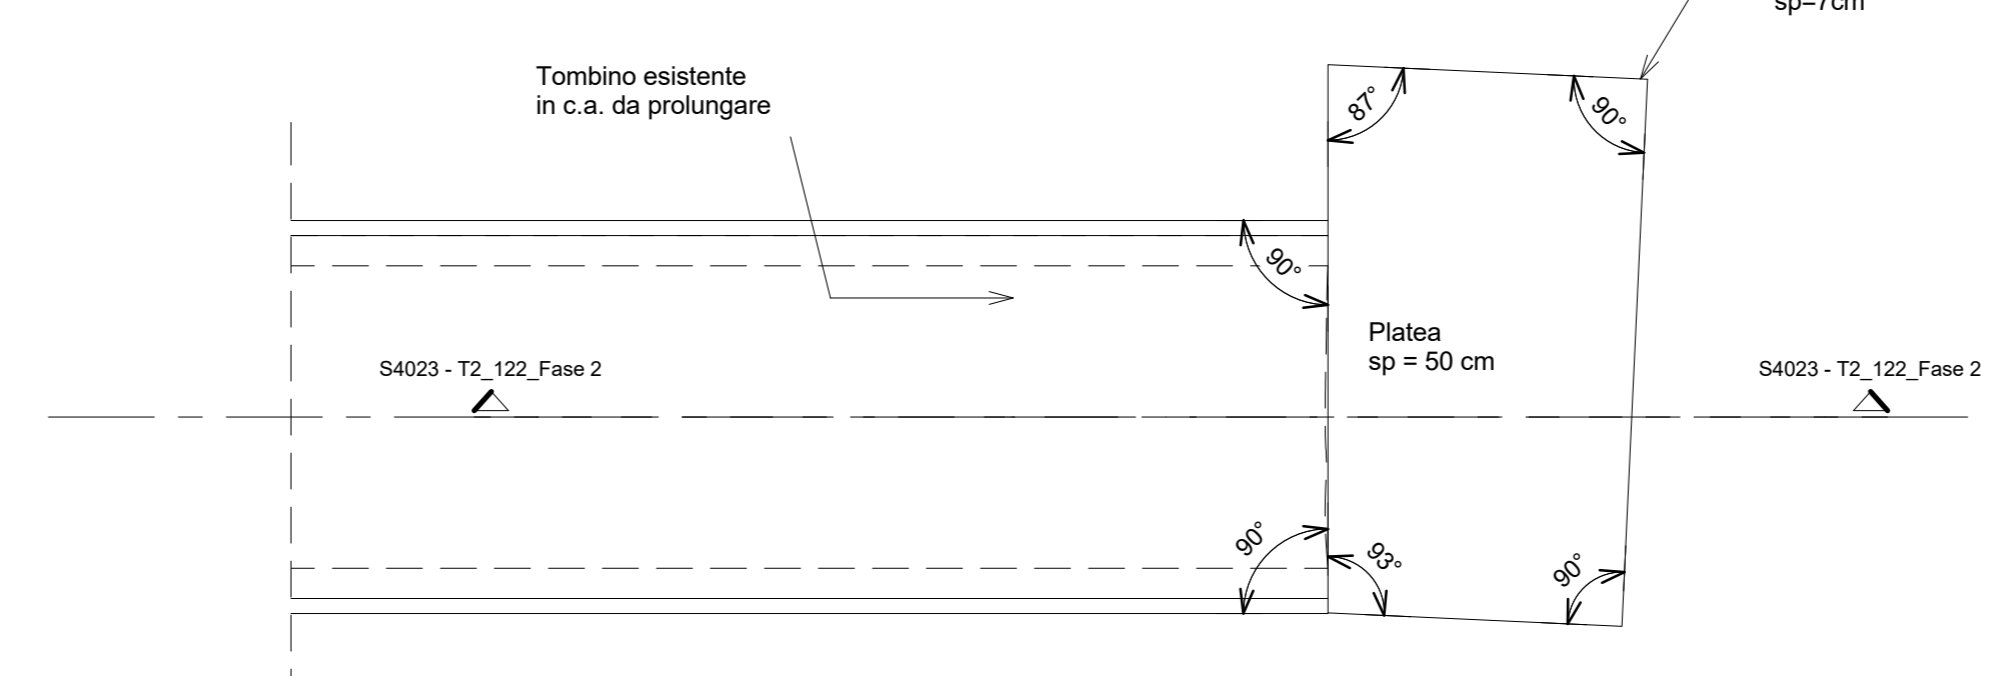 sp=7cm
Tombino esistente
in c.a. da prolungare
87°
90°
90°
Platea
sp = 50 cm
S4023 - T2_122_Fase 2
S4023 - T2_122_Fase 2
90°
93°
90°